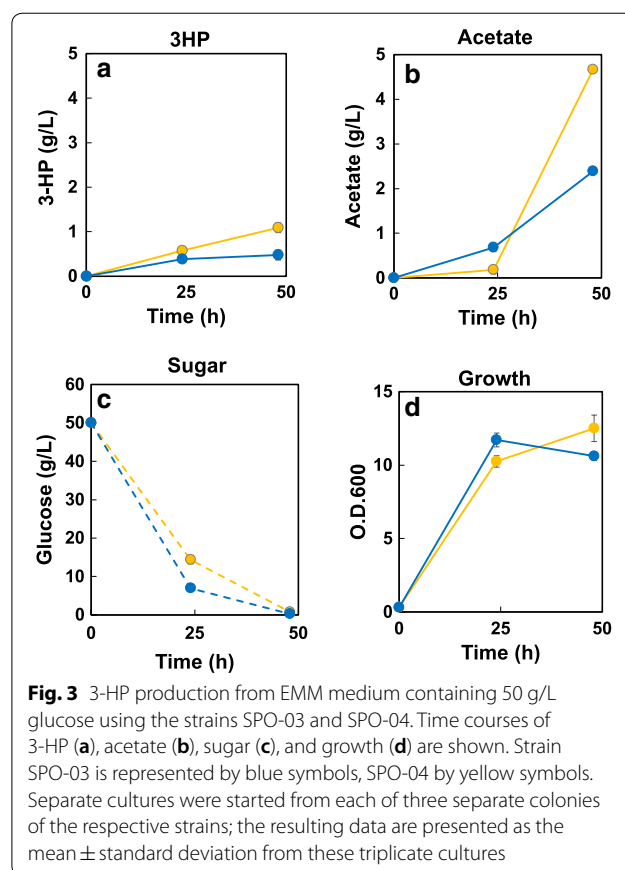 3HP
a
3-HP (g/L)
5
4
3
2
1
0
0 25 50
Time (h)
Acetate
b
Acetate (g/L)
5
4
3
2
1
0
0 25 50
Time (h)
Sugar
c
Glucose (g/L)
60
50
40
30
20
10
0
0 25 50
Time (h)
Growth
d
O.D.600
15
10
5
0
0 25 50
Time (h)
Fig. 3 3-HP production from EMM medium containing 50 g/L
glucose using the strains SPO-03 and SPO-04. Time courses of
3-HP (a), acetate (b), sugar (c), and growth (d) are shown. Strain
SPO-03 is represented by blue symbols, SPO-04 by yellow symbols.
Separate cultures were started from each of three separate colonies
of the respective strains; the resulting data are presented as the
mean ± standard deviation from these triplicate cultures